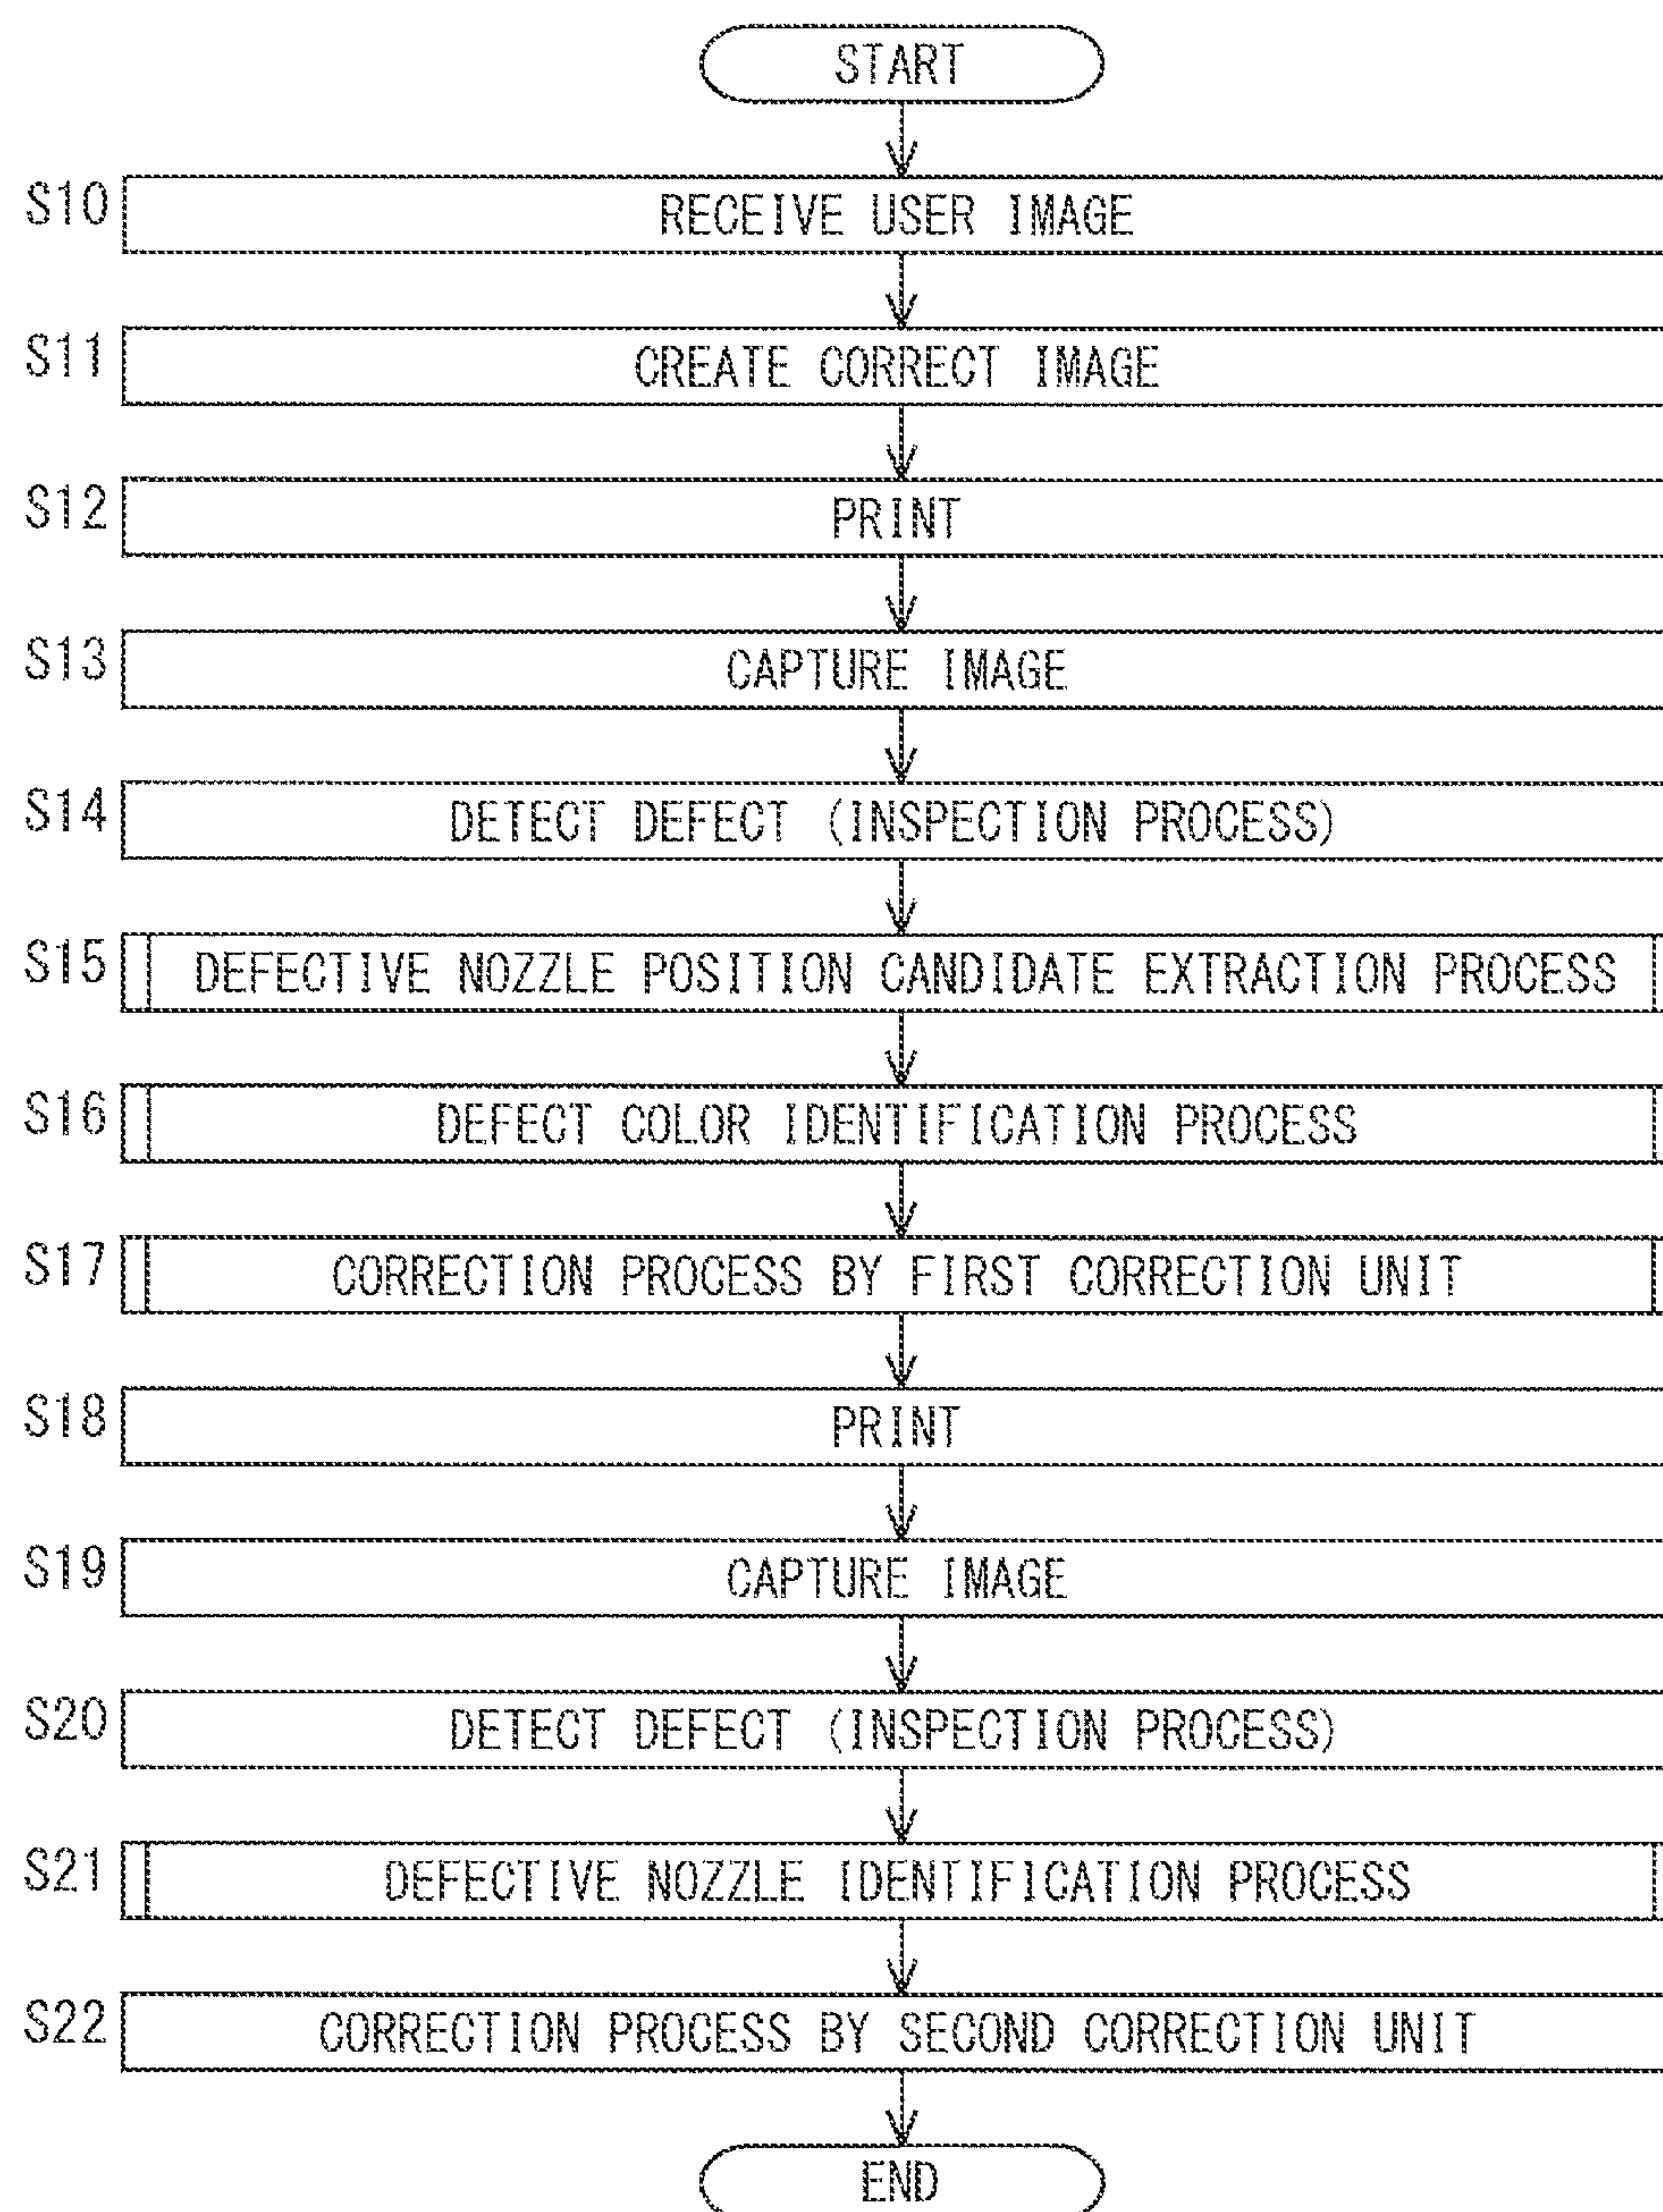 START
S10 RECEIVE USER IMAGE
S11 CREATE CORRECT IMAGE
S12 PRINT
S13 CAPTURE IMAGE
S14 DETECT DEFECT (INSPECTION PROCESS)
S15 DEFECTIVE NOZZLE POSITION CANDIDATE EXTRACTION PROCESS
S16 DEFECT COLOR IDENTIFICATION PROCESS
S17 CORRECTION PROCESS BY FIRST CORRECTION UNIT
S18 PRINT
S19 CAPTURE IMAGE
S20 DETECT DEFECT (INSPECTION PROCESS)
S21 DEFECTIVE NOZZLE IDENTIFICATION PROCESS
S22 CORRECTION PROCESS BY SECOND CORRECTION UNIT
END